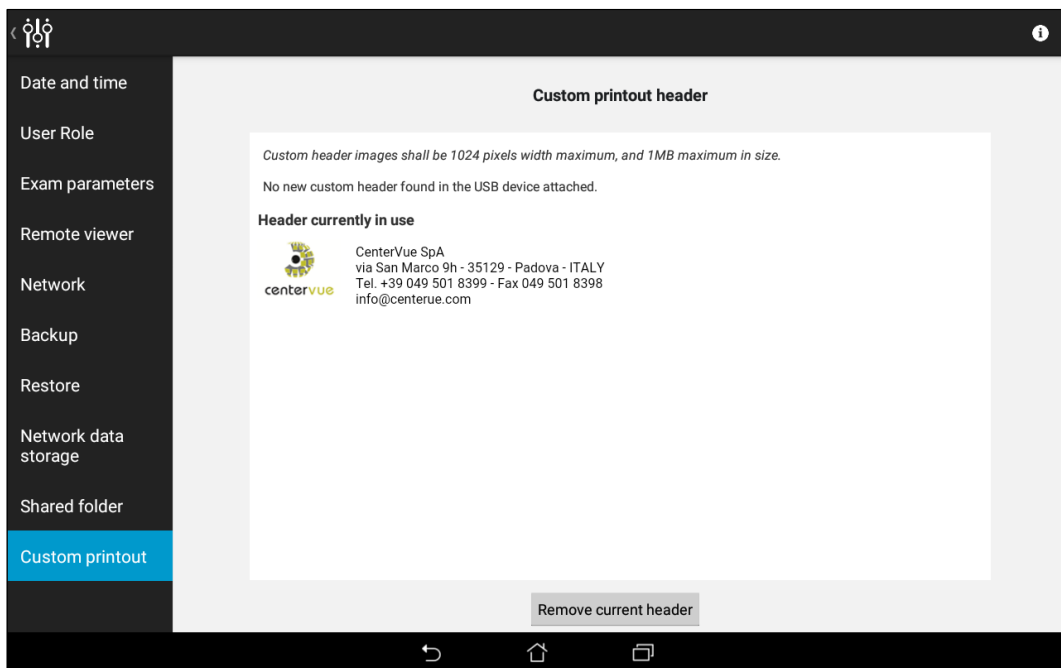 Date and time
User Role
Exam parameters
Remote viewer
Network
Backup
Restore
Network data
storage
Shared folder
Custom printout
Custom printout header
Custom header images shall be 1024 pixels width maximum, and 1MB maximum in size.
No new custom header found in the USB device attached.
Header currently in use
centervue
CenterVue SpA
via San Marco 9h - 35129 - Padova - ITALY
Tel. +39 049 501 8399 - Fax 049 501 8398
info@centerue.com
Remove current header